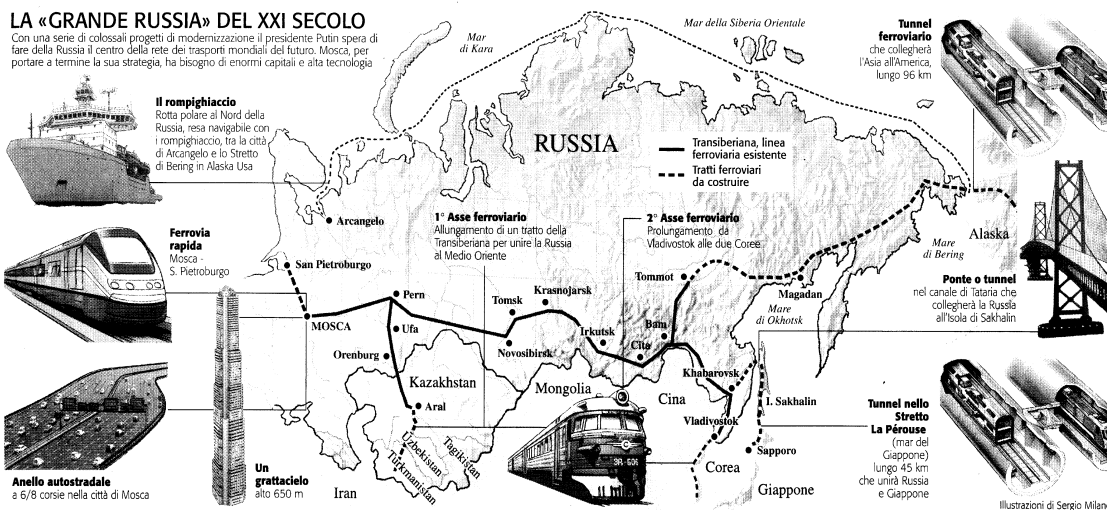 LA «GRANDE RUSSIA» DEL XXI SECOLO
Con una serie di colossali progetti di modernizzazione il presidente Putin spera di
fare della Russia il centro della rete dei trasporti mondiali del futuro. Mosca, per
portare a termine la sua strategia, ha bisogno di enormi capitali e alta tecnologia
Mar
di Kara
Mar della Siberia Orientale
Tunnel
ferroviario
che collegherà
l'Asia all'America,
lungo 96 km
Il rompighiaccio
Rotta polare al Nord della
Russia, resa navigabile con
i rompighiaccio, tra la città
di Arcangelo e lo Stretto
di Bering in Alaska Usa
RUSSIA
Transiberiana, linea
ferroviaria esistente
Tratti ferroviari
da costruire
Arcangelo
1° Asse ferroviario
Allungamento di un tratto della
Transiberiana per unire la Russia
al Medio Oriente
2° Asse ferroviario
Prolungamento da
Vladivostok alle due Coree
Alaska
Mare
di Bering
Ferrovia
rapida
Mosca -
S. Pietroburgo
San Pietroburgo
Tommot
Magadan
Mare
di Okhotsk
Ponte o tunnel
nel canale di Tataria che
collegherà la Russia
all'Isola di Sakhalin
MOSCA
Pern
Ufa
Orenburg
Tomsk
Krasnojarsk
Novosibirsk
Irkutsk
Bam
Cita
Khabarovsk
Kazakhstan
Mongolia
Cina
Aral
Vladivostok
I. Sakhalin
Sapporo
Uzbekistan
Tagikistan
Turkmanistan
Iran
Corea
Giappone
9R-606
Tunnel nello
Stretto
La Pérouse
(mar del
Giappone)
lungo 45 km
che unirà Russia
e Giappone
Anello autostradale
a 6/8 corsie nella città di Mosca
Un
grattacielo
alto 650 m
Illustrazioni di Sergio Milano